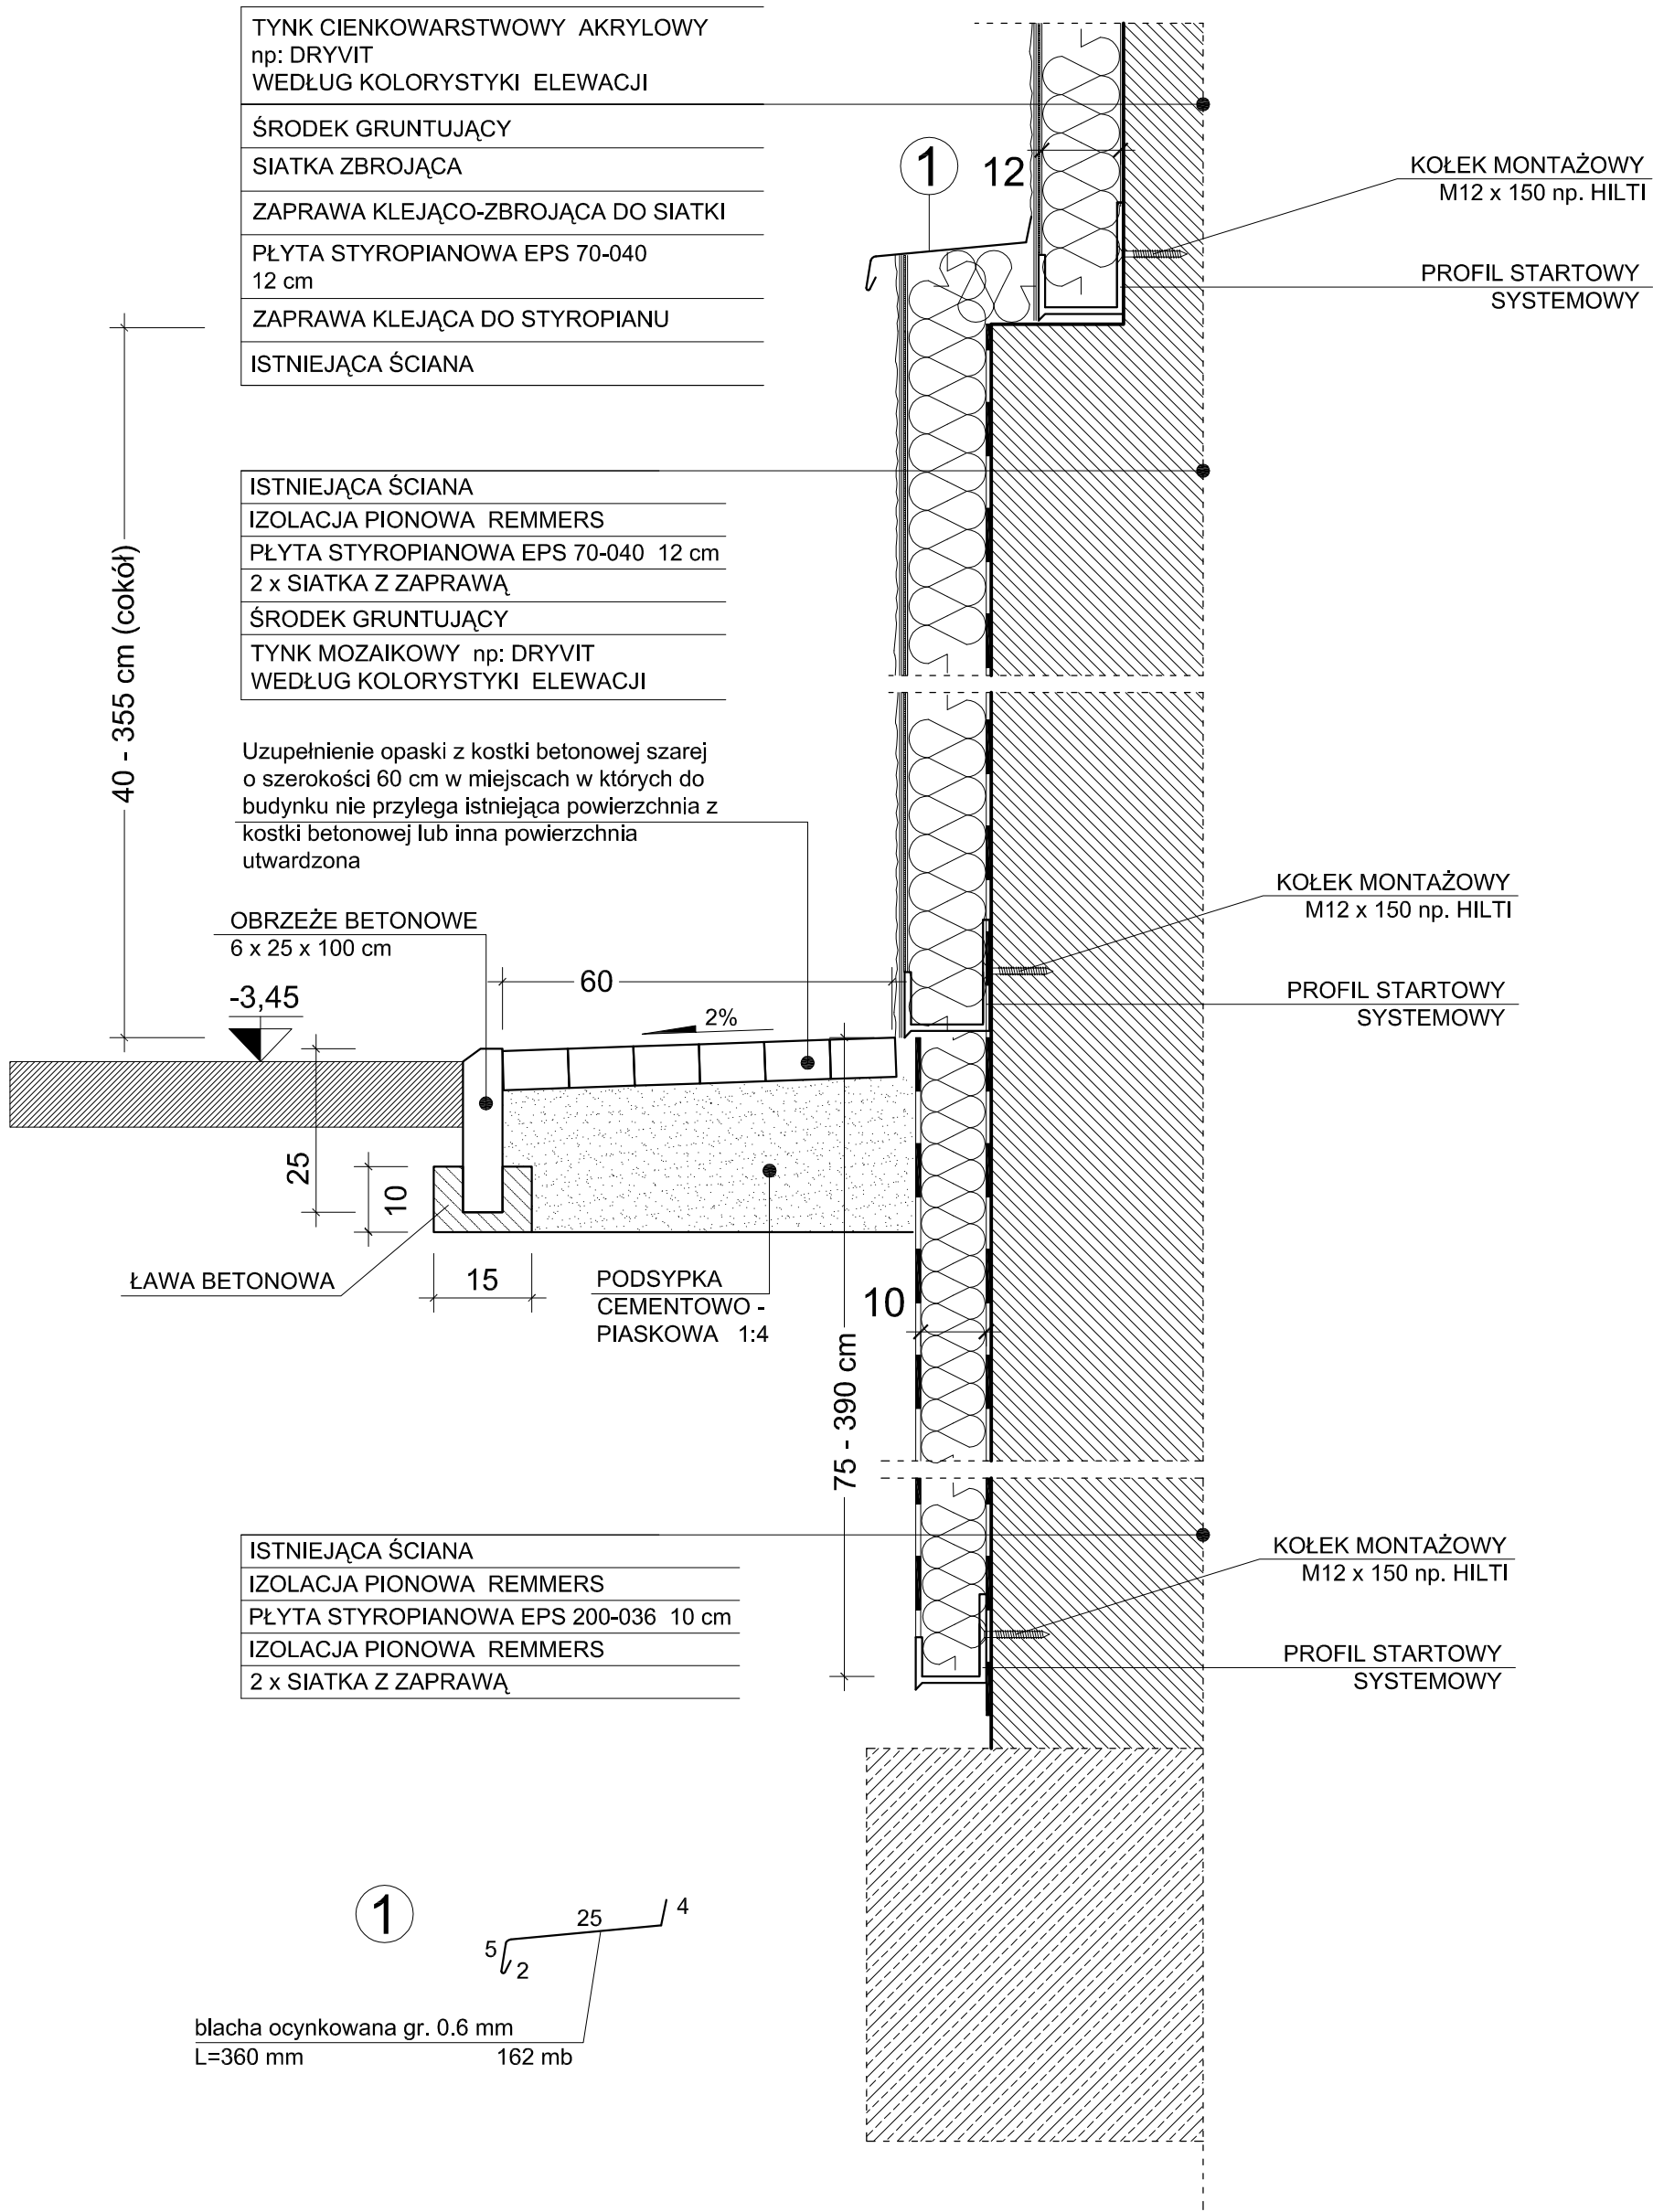 TYNK CIENKOWARSTWOWY AKRYLOWY
np: DRYVIT
WEDŁUG KOLORYSTYKI ELEWACJI
ŚRODEK GRUNTUJĄCY
SIATKA ZBROJĄCA
ZAPRAWA KLEJĄCO-ZBROJĄCA DO SIATKI
PŁYTA STYROPIANOWA EPS 70-040
12 cm
ZAPRAWA KLEJĄCA DO STYROPIANU
ISTNIEJĄCA ŚCIANA
1
12
KOŁEK MONTAŻOWY
M12 x 150 np. HILTI
PROFIL STARTOWY
SYSTEMOWY
40 - 355 cm (cokół)
ISTNIEJĄCA ŚCIANA
IZOLACJA PIONOWA REMMERS
PŁYTA STYROPIANOWA EPS 70-040 12 cm
2 x SIATKA Z ZAPRAWĄ
ŚRODEK GRUNTUJĄCY
TYNK MOZAIKOWY np: DRYVIT
WEDŁUG KOLORYSTYKI ELEWACJI
Uzupełnienie opaski z kostki betonowej szarej
o szerokości 60 cm w miejscach w których do
budynku nie przylega istniejąca powierzchnia z
kostki betonowej lub inna powierzchnia
utwardzona
OBRZEŻE BETONOWE
6 x 25 x 100 cm
-3,45
60
2%
KOŁEK MONTAŻOWY
M12 x 150 np. HILTI
PROFIL STARTOWY
SYSTEMOWY
25
10
15
ŁAWA BETONOWA
PODSYPKA
CEMENTOWO -
PIASKOWA 1:4
10
75 - 390 cm
ISTNIEJĄCA ŚCIANA
IZOLACJA PIONOWA REMMERS
PŁYTA STYROPIANOWA EPS 200-036 10 cm
IZOLACJA PIONOWA REMMERS
2 x SIATKA Z ZAPRAWĄ
KOŁEK MONTAŻOWY
M12 x 150 np. HILTI
PROFIL STARTOWY
SYSTEMOWY
1
25
4
5
2
blacha ocynkowana gr. 0.6 mm
L=360 mm 162 mb